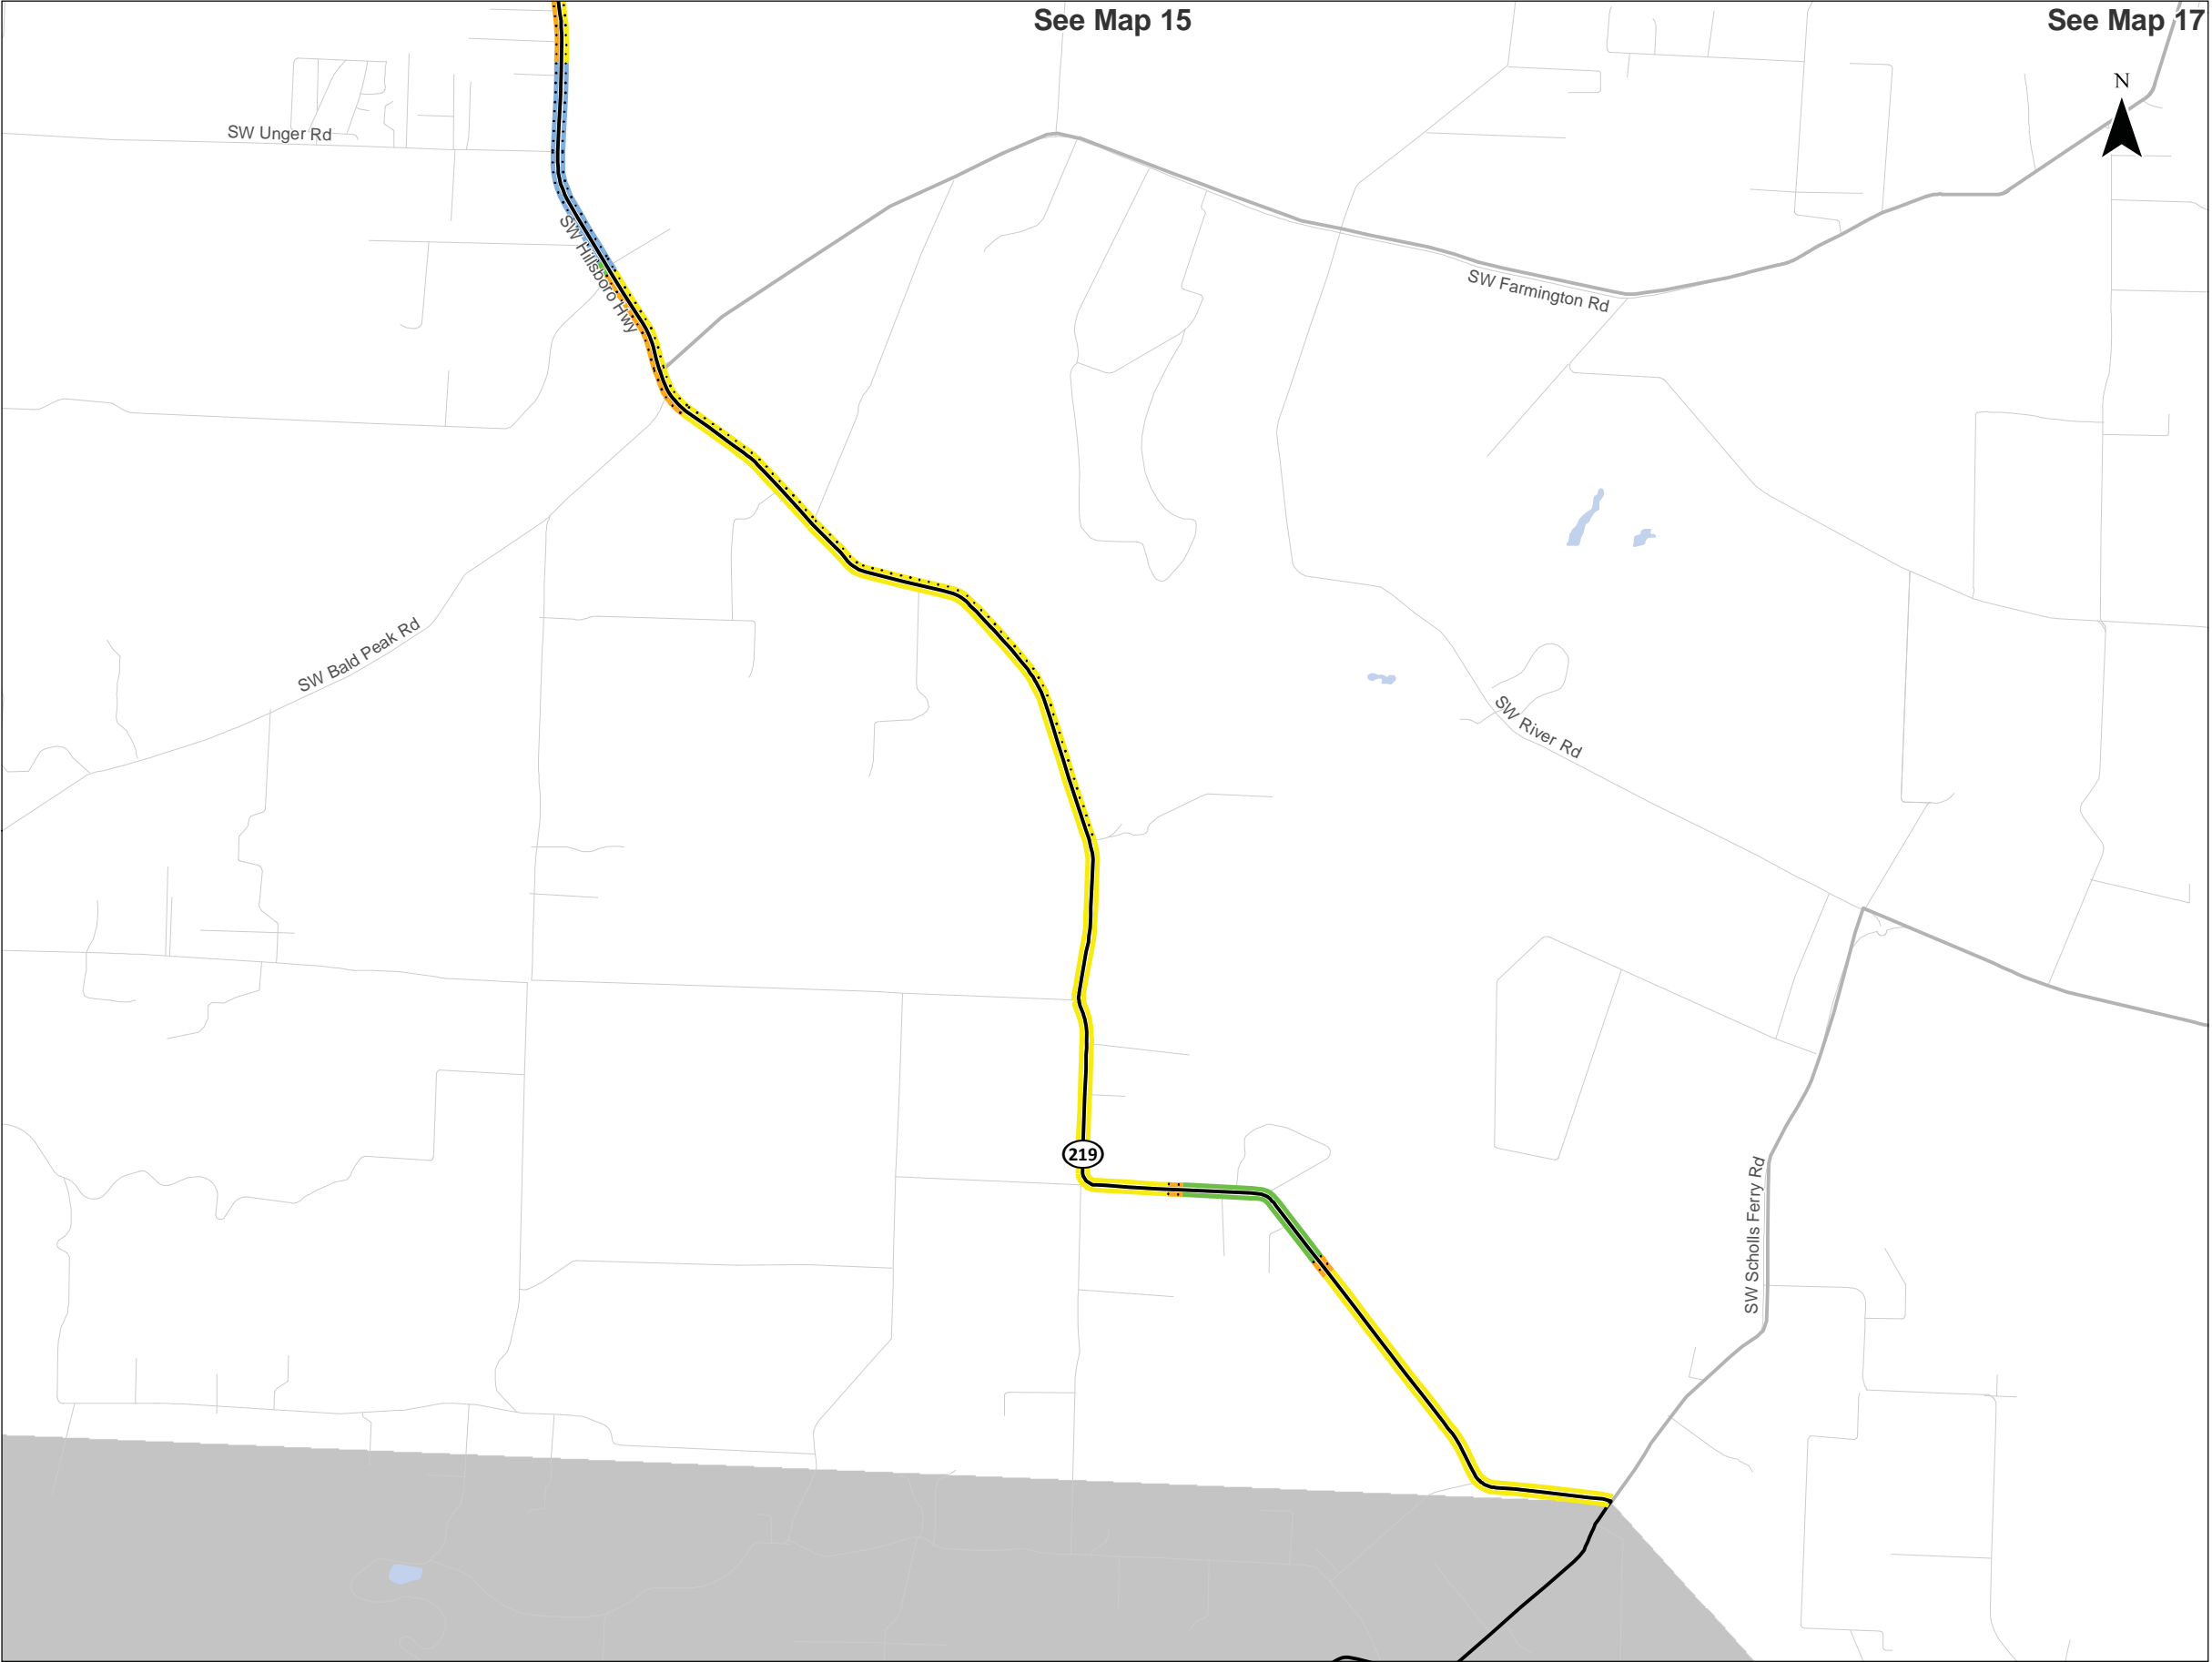 See Map 15
See Map 17
N
SW Unger Rd
SW Hillsboro Hwy
SW Farmington Rd
SW Bald Peak Rd
SW River Rd
219
SW Scholls Ferry Rd